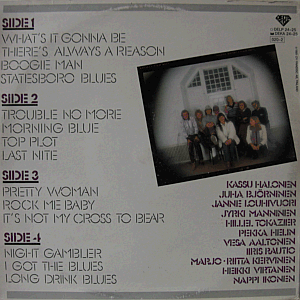 SIDE 1
WHAT'S IT GONNA BE
THERE'S ALWAYS A REASON
BOOGIE MAN
STATESBORO BLUES
SIDE 2
TROUBLE NO MORE
MORNING BLUE
TOP PLOT
LAST NITE
SIDE 3
PRETTY WOMAN
ROCK ME BABY
IT'S NOT MY CROSS TO BEAR
SIDE 4
NIGHT GAMBLER
I GOT THE BLUES
LONG DRINK BLUES
KASSU HALONEN
JUHA BJÖRNINEN
JANNE LOUHIVUORI
JYRKI MANNINEN
HILLEL TOKAZIER
PEKKA HELIN
VESA AALTONEN
IIRIS RAUTIO
MARJO-RIITTA KERVINEN
HEIKKI VIRTANEN
NAPPI IKONEN